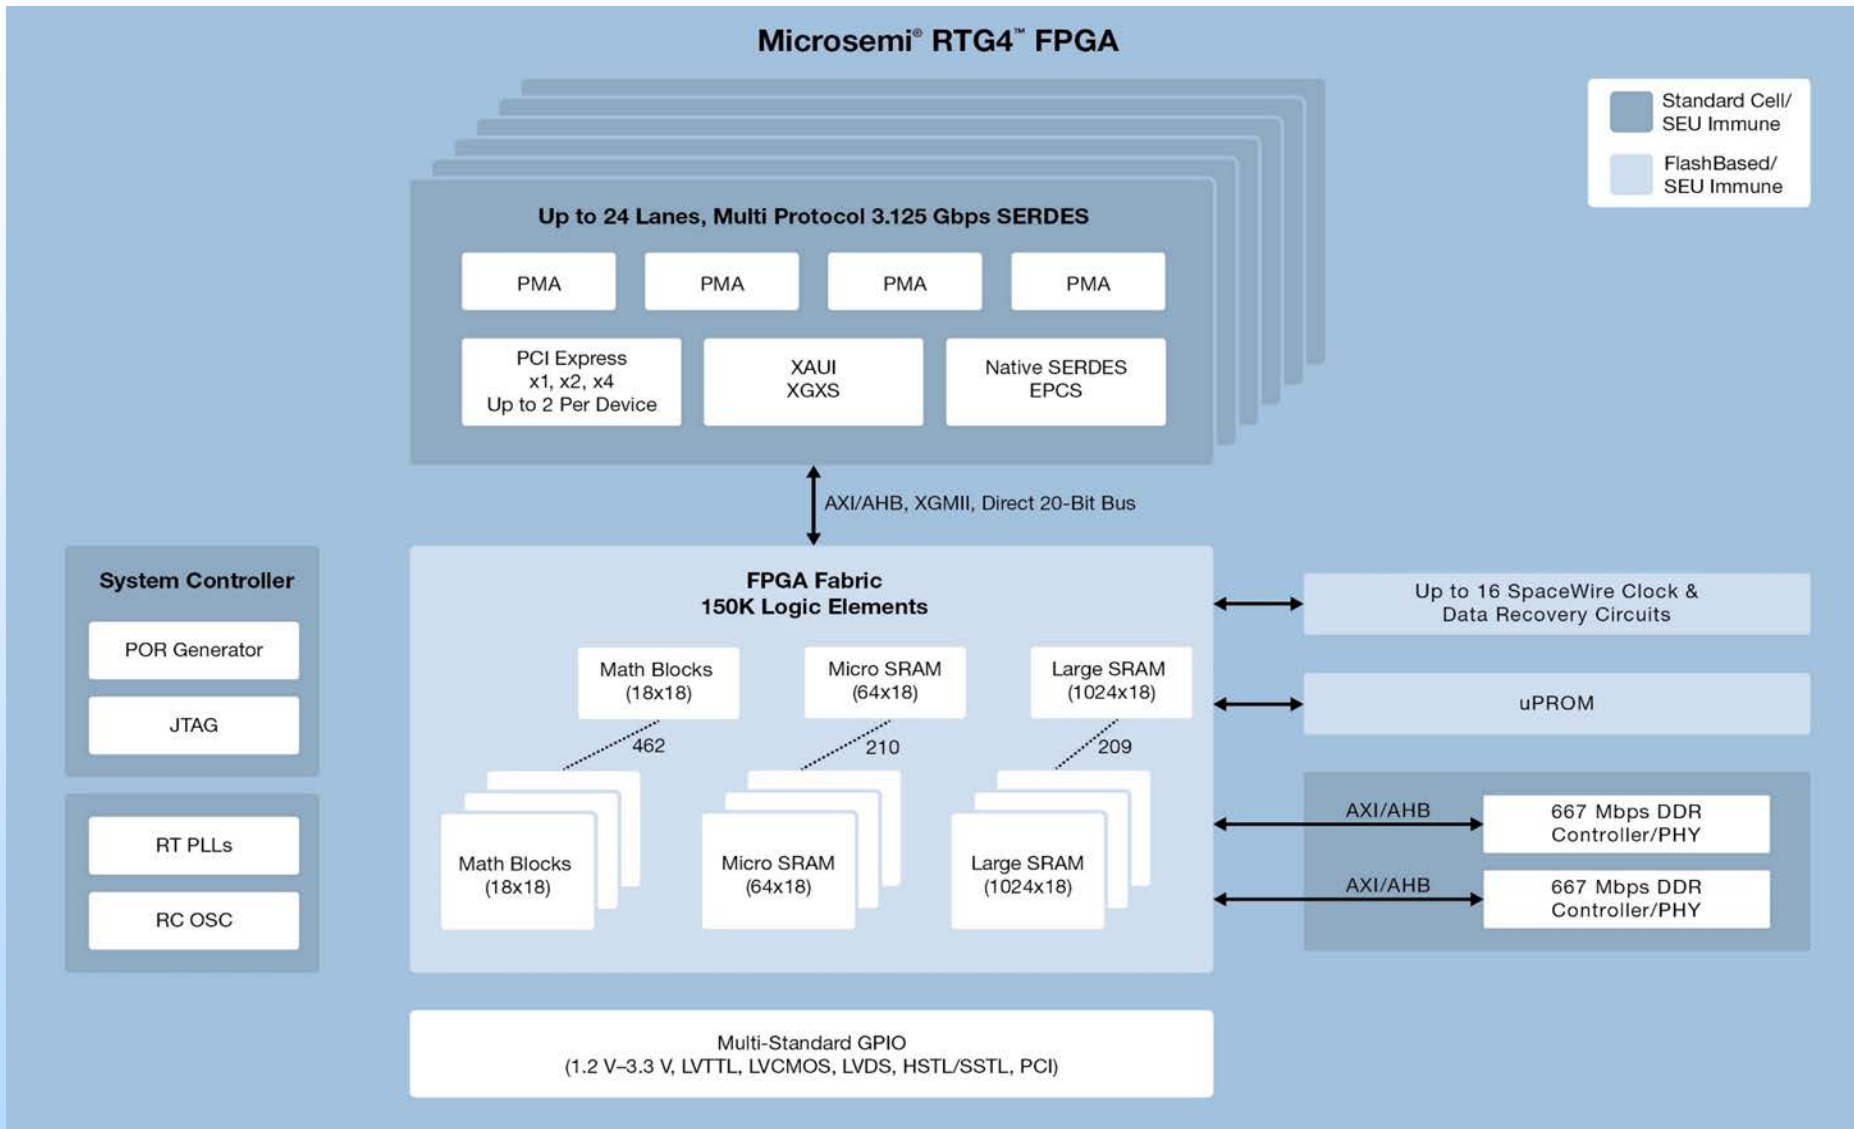 Microsemi® RTG4™ FPGA
Standard Cell/
SEU Immune
FlashBased/
SEU Immune
Up to 24 Lanes, Multi Protocol 3.125 Gbps SERDES
PMA
PMA
PMA
PMA
PCI Express
x1, x2, x4
Up to 2 Per Device
XAUI
XGXS
Native SERDES
EPCS
AXI/AHB, XGMII, Direct 20-Bit Bus
System Controller
POR Generator
JTAG
RT PLLs
RC OSC
FPGA Fabric
150K Logic Elements
Math Blocks
(18x18)
Micro SRAM
(64x18)
Large SRAM
(1024x18)
462
210
209
Math Blocks
(18x18)
Micro SRAM
(64x18)
Large SRAM
(1024x18)
Up to 16 SpaceWire Clock &
Data Recovery Circuits
uPROM
AXI/AHB
667 Mbps DDR
Controller/PHY
AXI/AHB
667 Mbps DDR
Controller/PHY
Multi-Standard GPIO
(1.2 V–3.3 V, LVTTL, LVCMOS, LVDS, HSTL/SSTL, PCI)